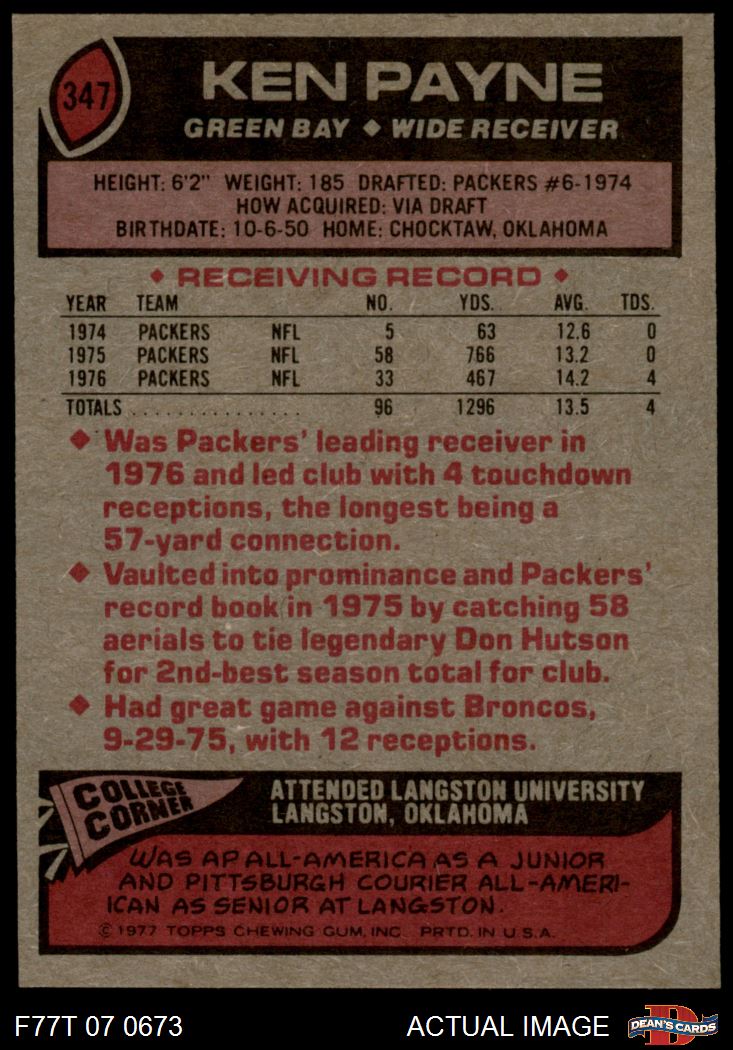 347
KEN PAYNE
GREEN BAY ◆ WIDE RECEIVER
HEIGHT: 6'2" WEIGHT: 185 DRAFTED: PACKERS #6-1974
HOW ACQUIRED: VIA DRAFT
BIRTHDATE: 10-6-50 HOME: CHOCKTAW, OKLAHOMA
◆ RECEIVING RECORD ◆
YEAR TEAM NO. YDS. AVG. TDS.
1974 PACKERS NFL 5 63 12.6 0
1975 PACKERS NFL 58 766 13.2 0
1976 PACKERS NFL 33 467 14.2 4
TOTALS . . . . . . . . . . . . . . . . 96 1296 13.5 4
◆ Was Packers' leading receiver in
1976 and led club with 4 touchdown
receptions, the longest being a
57-yard connection.
◆ Vaulted into prominance and Packers'
record book in 1975 by catching 58
aerials to tie legendary Don Hutson
for 2nd-best season total for club.
◆ Had great game against Broncos,
9-29-75, with 12 receptions.
COLLEGE
CORNER
ATTENDED LANGSTON UNIVERSITY
LANGSTON, OKLAHOMA
WAS AP ALL-AMERICA AS A JUNIOR
AND PITTSBURGH COURIER ALL-AMERI-
ICAN AS SENIOR AT LANGSTON.
© 1977 TOPPS CHEWING GUM, INC. PRTD. IN U.S.A.
F77T 07 0673 ACTUAL IMAGE
D
DEAN'S CARDS